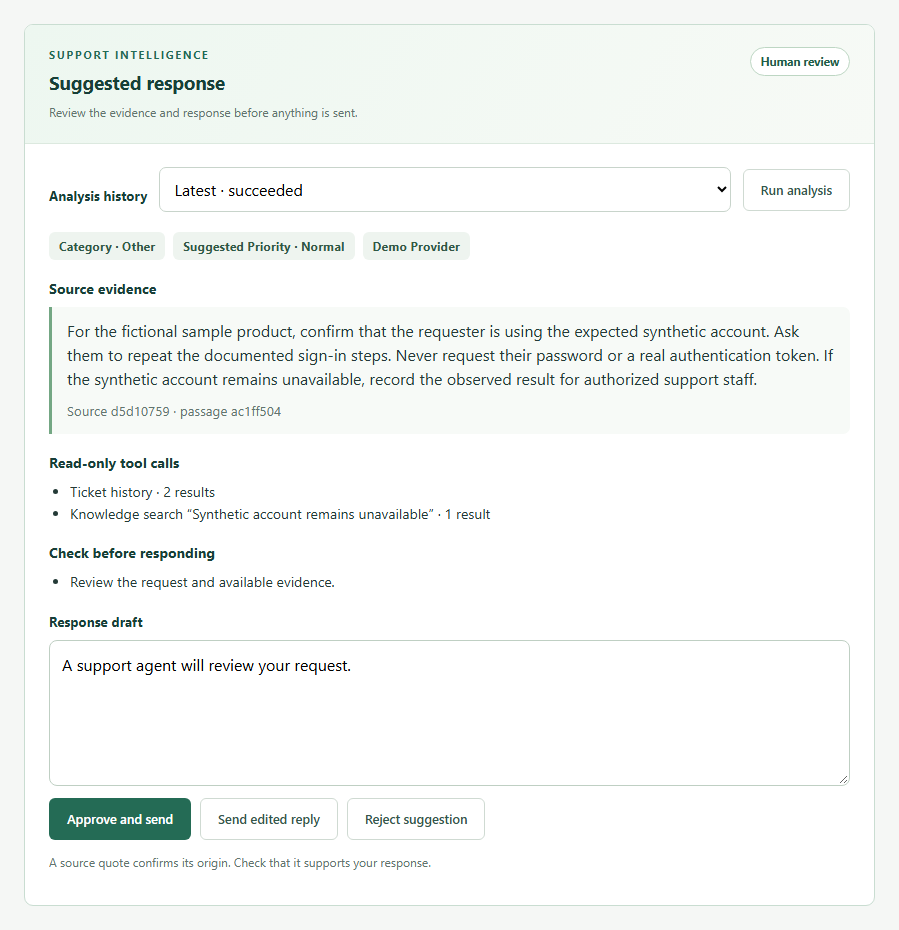 SUPPORT INTELLIGENCE
Suggested response
Human review
Review the evidence and response before anything is sent.
Analysis history
Latest · succeeded
Run analysis
Category · Other
Suggested Priority · Normal
Demo Provider
Source evidence
For the fictional sample product, confirm that the requester is using the expected synthetic account. Ask
them to repeat the documented sign-in steps. Never request their password or a real authentication token. If
the synthetic account remains unavailable, record the observed result for authorized support staff.
Source d5d10759 · passage ac1ff504
Read-only tool calls
• Ticket history · 2 results
• Knowledge search “Synthetic account remains unavailable” · 1 result
Check before responding
• Review the request and available evidence.
Response draft
A support agent will review your request.
Approve and send
Send edited reply
Reject suggestion
A source quote confirms its origin. Check that it supports your response.